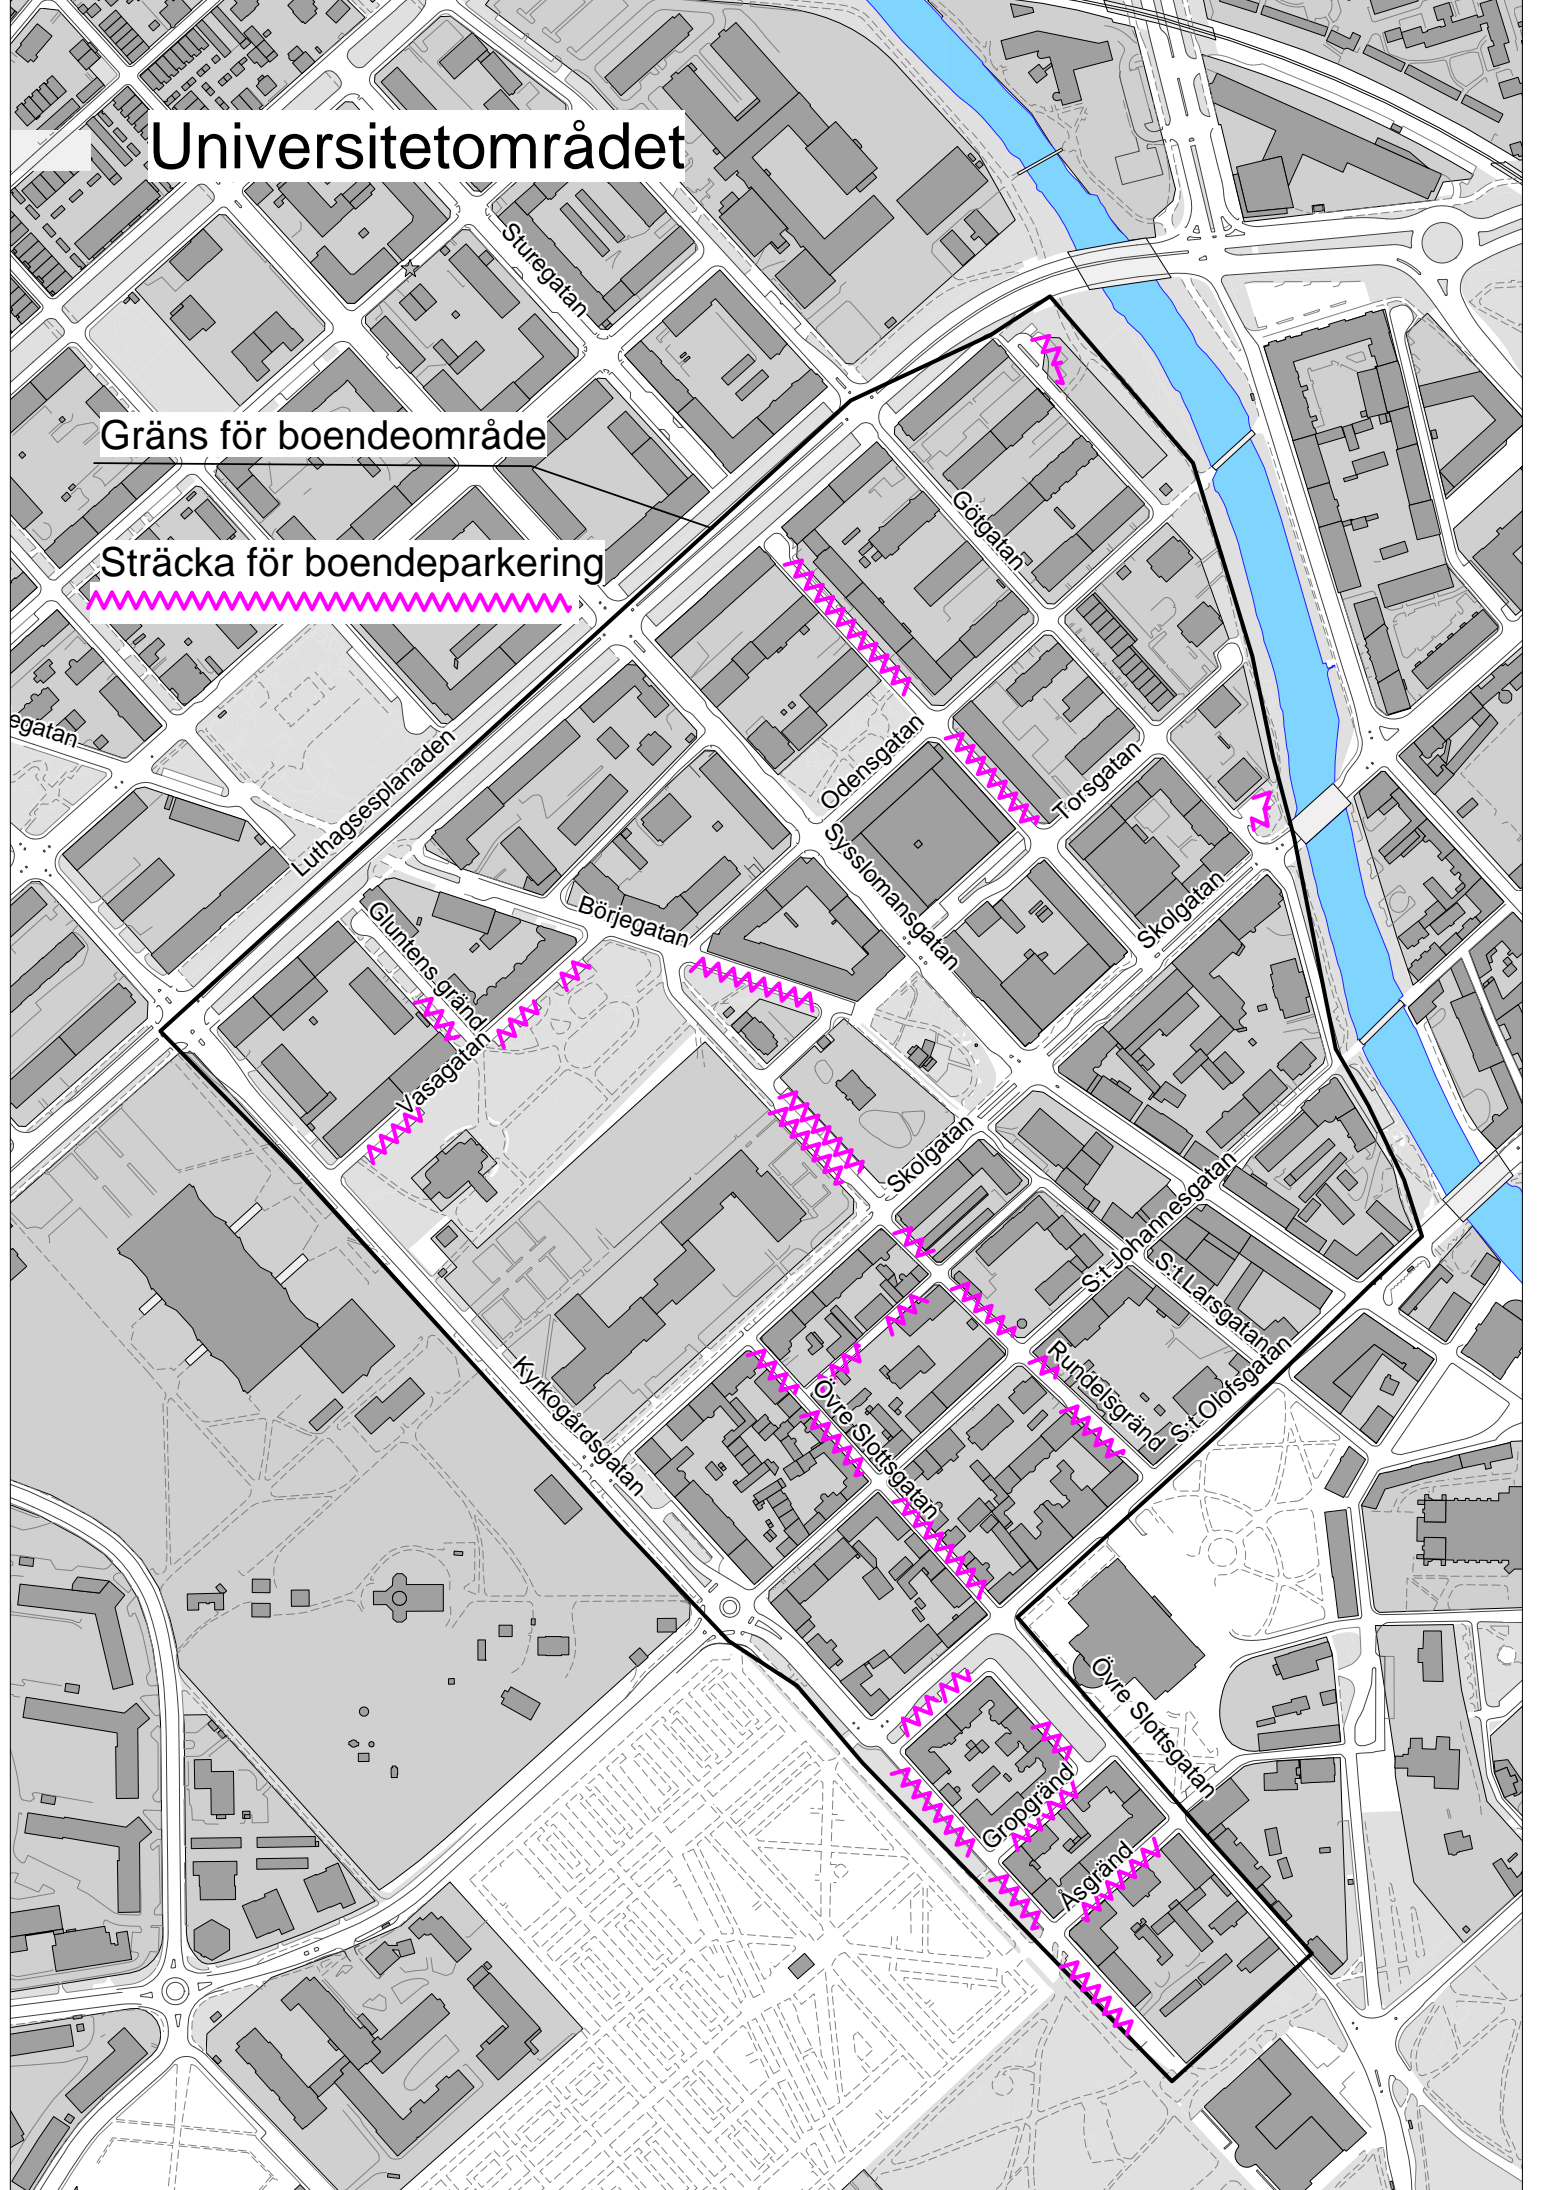 Universitetområdet
Sturegatan
Gräns för boendeområde
Götgatan
Sträcka för boendeparkering
egatan
Luthagsesplanaden
Odensgatan
Torsgatan
Sysslomansgatan
Skolgatan
Börjegatan
Gluntens gränd
Vasagatan
Skolgatan
S:t Johannesgatan
S:t Larsgatan
S:t Olofsgatan
Rundelsgränd
Kyrkogårdsgatan
Övre Slottsgatan
Övre Slottsgatan
Gropgränd
Åsgränd